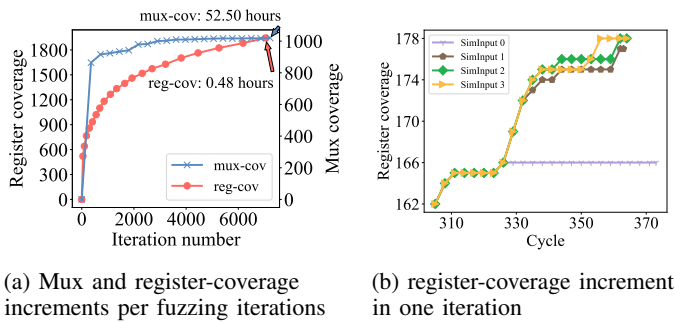 mux-cov: 52.50 hours
1800
1500
1200
900
600
300
0
Register coverage
1000
800
600
400
200
0
Mux coverage
reg-cov: 0.48 hours
mux-cov
reg-cov
0
2000
4000
6000
Iteration number
178
174
170
166
162
Register coverage
SimInput 0
SimInput 1
SimInput 2
SimInput 3
310
330
350
370
Cycle
(a) Mux and register-coverage
increments per fuzzing iterations
(b) register-coverage increment
in one iteration